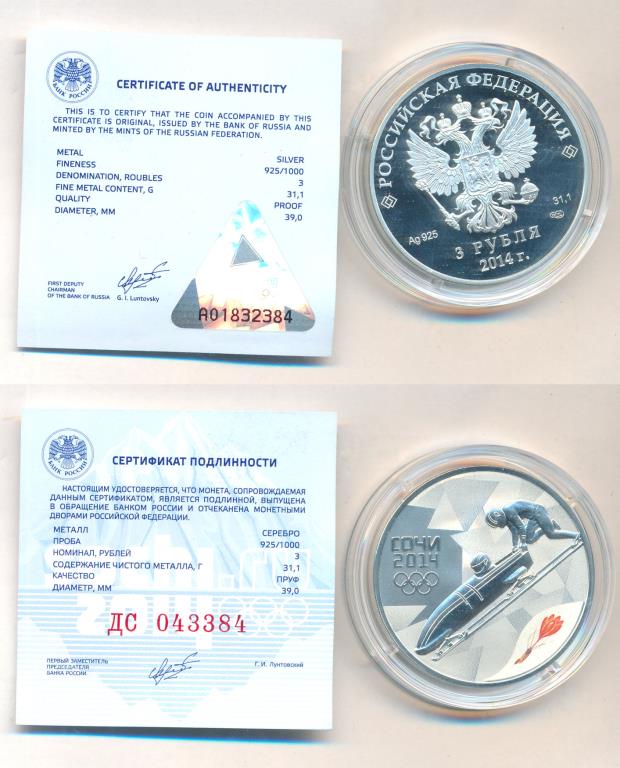 БАНК РОССИИ
CERTIFICATE OF AUTHENTICITY
THIS IS TO CERTIFY THAT THE COIN ACCOMPANIED BY THIS
CERTIFICATE IS ORIGINAL, ISSUED BY THE BANK OF RUSSIA AND
MINTED BY THE MINTS OF THE RUSSIAN FEDERATION.
METAL SILVER
FINENESS 925/1000
DENOMINATION, ROUBLES 3
FINE METAL CONTENT, G 31,1
QUALITY PROOF
DIAMETER, MM 39,0
FIRST DEPUTY
CHAIRMAN
OF THE BANK OF RUSSIA G. I. Luntovsky
A01832384
РОССИЙСКАЯ ФЕДЕРАЦИЯ
Ag 925 31,1
3 РУБЛЯ
2014 г.
БАНК РОССИИ
СЕРТИФИКАТ ПОДЛИННОСТИ
НАСТОЯЩИМ УДОСТОВЕРЯЕТСЯ, ЧТО МОНЕТА, СОПРОВОЖДАЕМАЯ
ДАННЫМ СЕРТИФИКАТОМ, ЯВЛЯЕТСЯ ПОДЛИННОЙ, ВЫПУЩЕНА
В ОБРАЩЕНИЕ БАНКОМ РОССИИ И ОТЧЕКАНЕНА МОНЕТНЫМИ
ДВОРАМИ РОССИЙСКОЙ ФЕДЕРАЦИИ.
МЕТАЛЛ СЕРЕБРО
ПРОБА 925/1000
НОМИНАЛ, РУБЛЕЙ 3
СОДЕРЖАНИЕ ЧИСТОГО МЕТАЛЛА, Г 31,1
КАЧЕСТВО ПРУФ
ДИАМЕТР, ММ 39,0
ДС 043384
ПЕРВЫЙ ЗАМЕСТИТЕЛЬ
ПРЕДСЕДАТЕЛЯ
БАНКА РОССИИ Г. И. Лунтовский
СОЧИ
2014